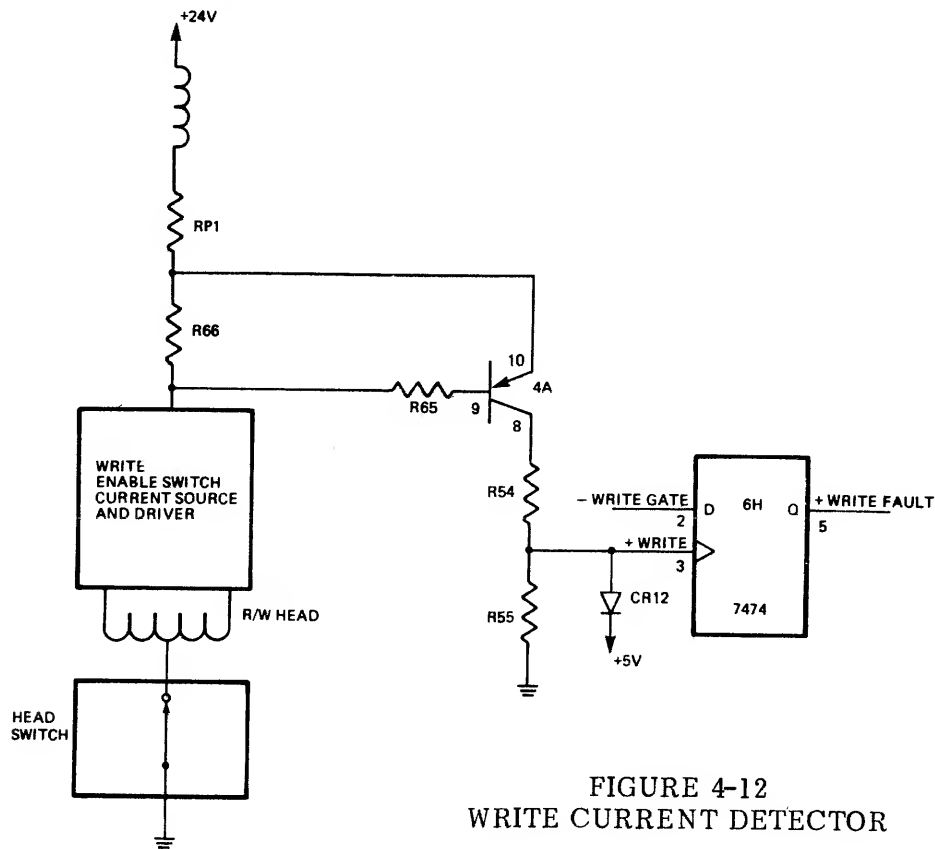 +24V
RP1
R66
10
4A
R65
9
8
WRITE
ENABLE SWITCH
CURRENT SOURCE
AND DRIVER
R54
– WRITE GATE
D
6H
Q
+ WRITE FAULT
2
5
+ WRITE
3
R/W HEAD
R55
CR12
7474
+5V
HEAD
SWITCH
FIGURE 4-12
WRITE CURRENT DETECTOR